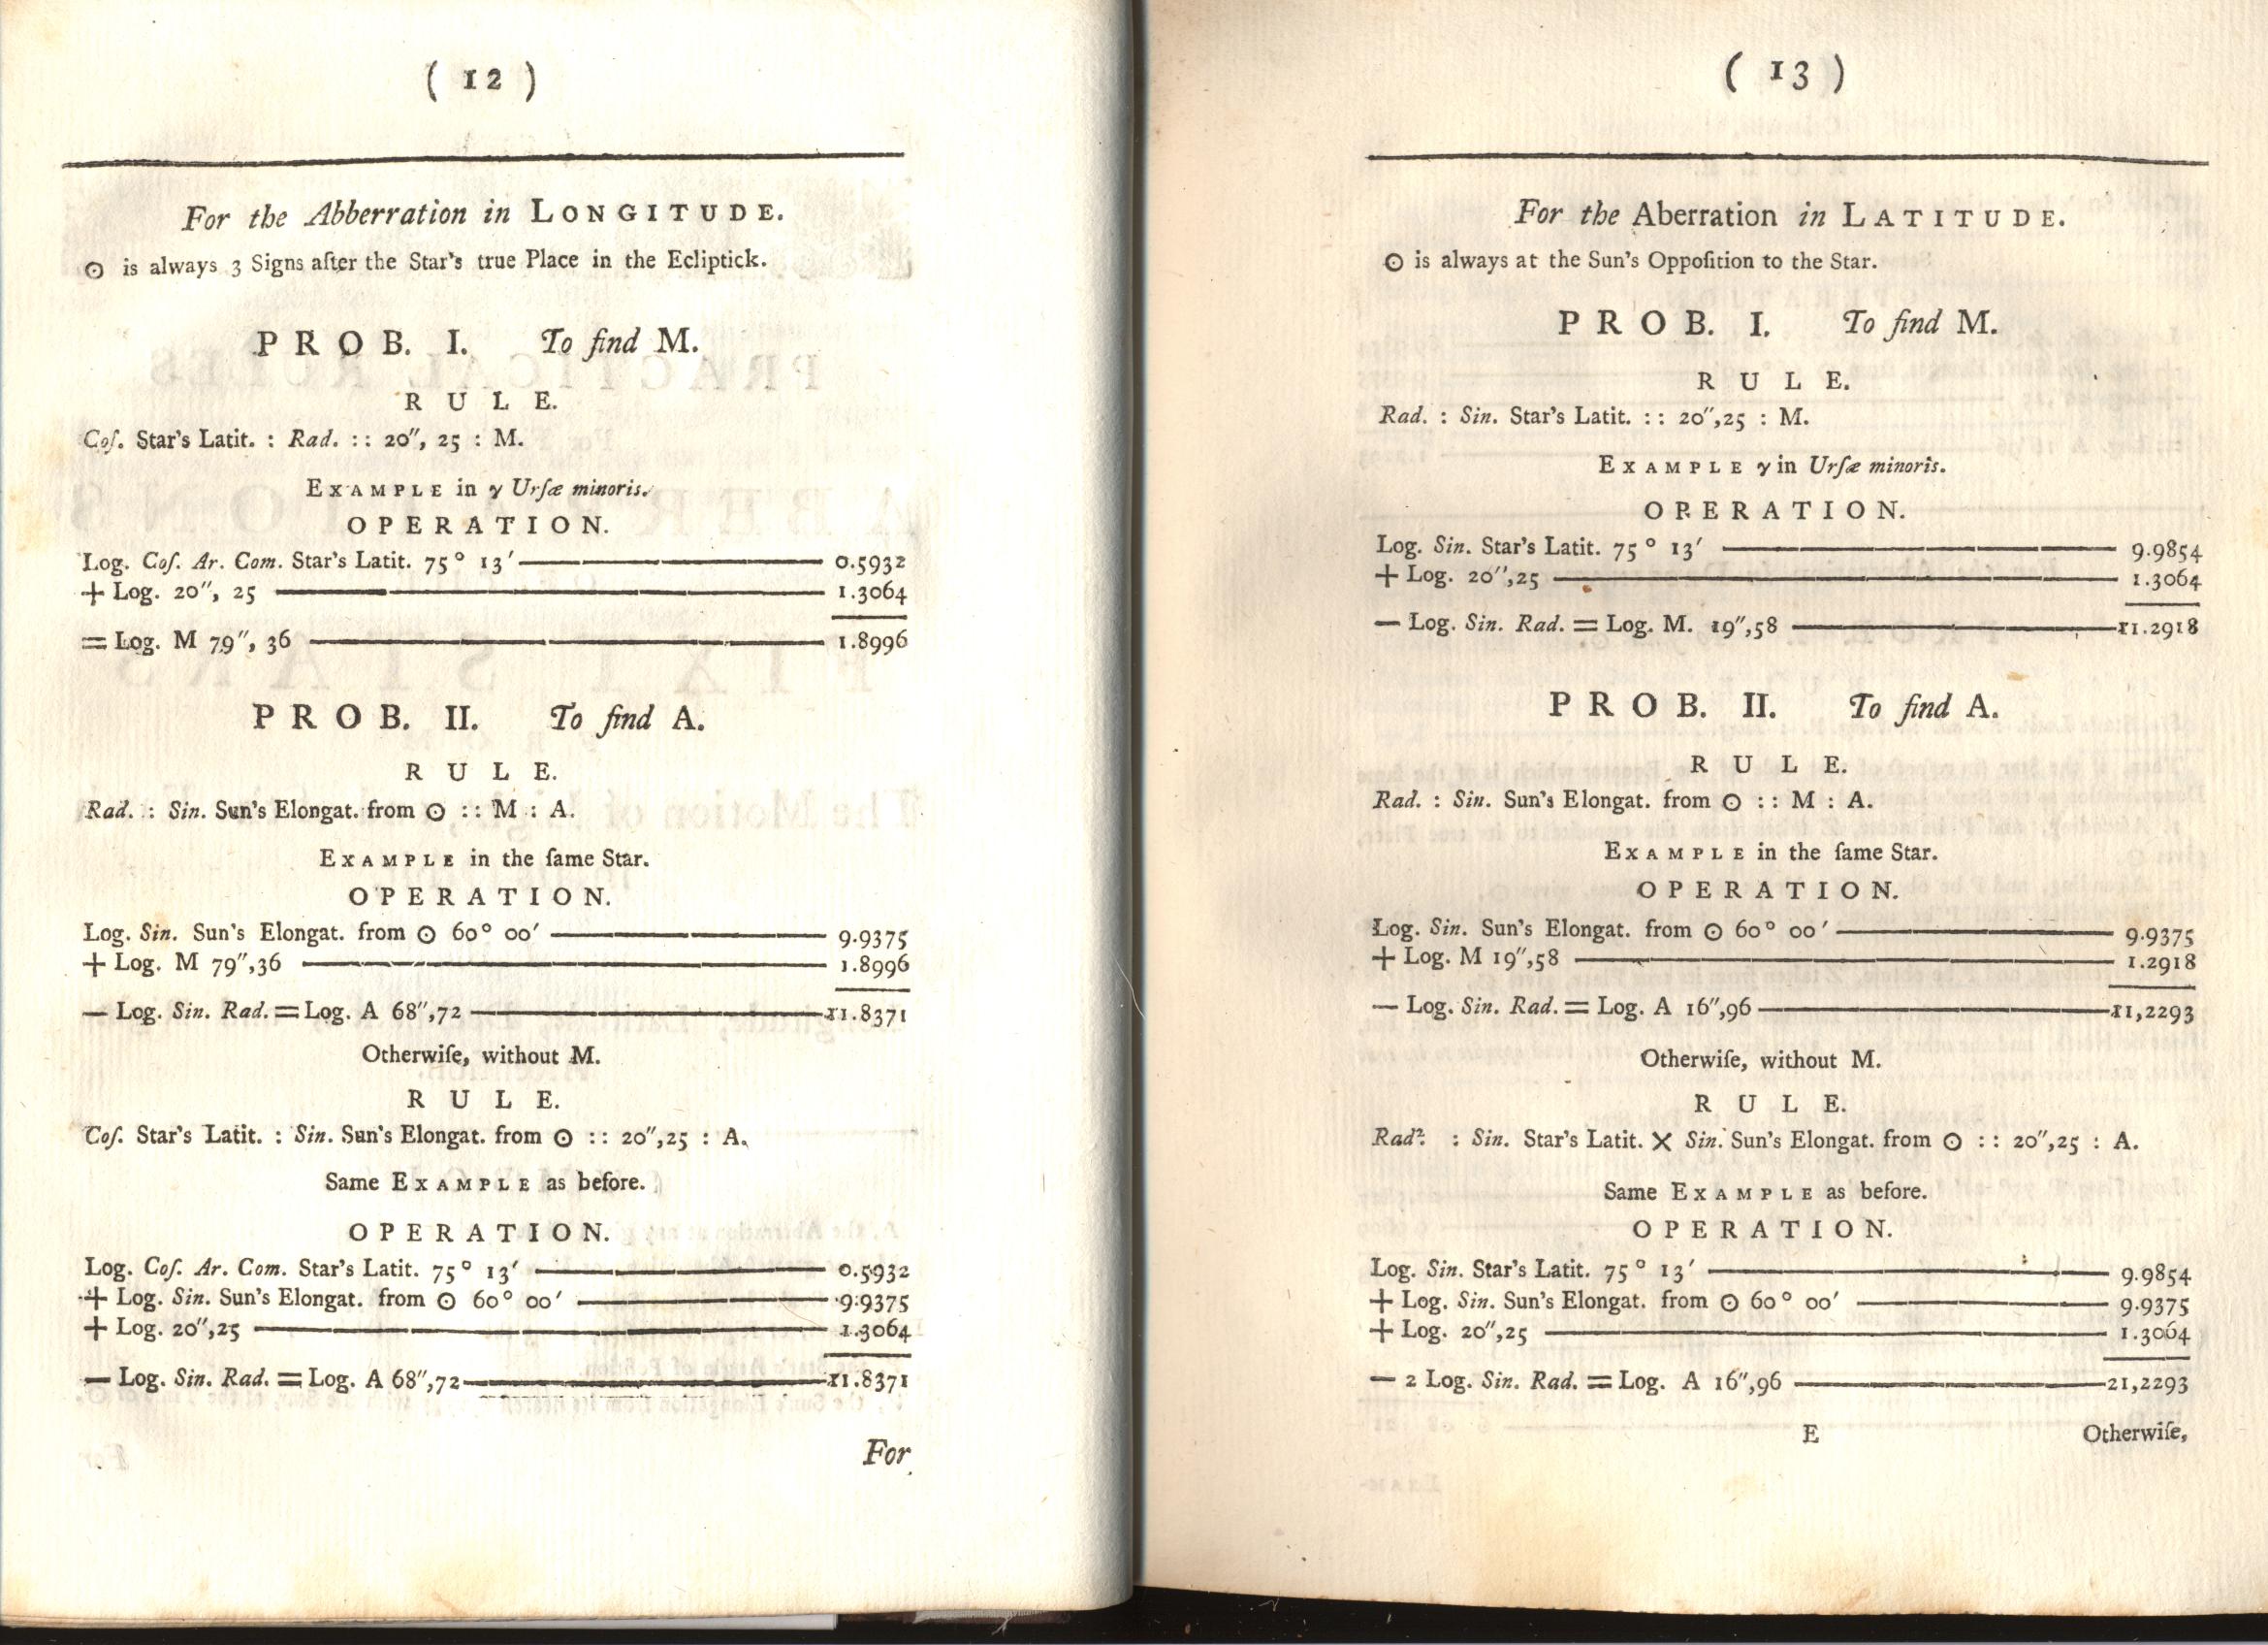 ( 12 )
For the Abberration in LONGITUDE.
☉ is always 3 Signs after the Star's true Place in the Ecliptick.
PROB. I. To find M.
RULE.
Coſ. Star's Latit. : Rad. :: 20″, 25 : M.
EXAMPLE in γ Urſæ minoris.
OPERATION.
Log. Coſ. Ar. Com. Star's Latit. 75° 13′ —— 0.5932
+ Log. 20″, 25 —— 1.3064
= Log. M 79″, 36 —— 1.8996
PROB. II. To find A.
RULE.
Rad. : Sin. Sun's Elongat. from ☉ :: M : A.
EXAMPLE in the ſame Star.
OPERATION.
Log. Sin. Sun's Elongat. from ☉ 60° 00′ —— 9.9375
+ Log. M 79″,36 —— 1.8996
— Log. Sin. Rad. = Log. A 68″,72 —— 11.8371
Otherwiſe, without M.
RULE.
Coſ. Star's Latit. : Sin. Sun's Elongat. from ☉ :: 20″,25 : A.
Same EXAMPLE as before.
OPERATION.
Log. Coſ. Ar. Com. Star's Latit. 75° 13′ —— 0.5932
+ Log. Sin. Sun's Elongat. from ☉ 60° 00′ —— 9.9375
+ Log. 20″,25 —— 1.3064
— Log. Sin. Rad. = Log. A 68″,72 —— 11.8371
For
( 13 )
For the Aberration in LATITUDE.
☉ is always at the Sun's Oppoſition to the Star.
PROB. I. To find M.
RULE.
Rad. : Sin. Star's Latit. :: 20″,25 : M.
EXAMPLE γ in Urſæ minoris.
OPERATION.
Log. Sin. Star's Latit. 75° 13′ —— 9.9854
+ Log. 20″,25 —— 1.3064
— Log. Sin. Rad. = Log. M. 19″,58 —— 11.2918
PROB. II. To find A.
RULE.
Rad. : Sin. Sun's Elongat. from ☉ :: M : A.
EXAMPLE in the ſame Star.
OPERATION.
Log. Sin. Sun's Elongat. from ☉ 60° 00′ —— 9.9375
+ Log. M 19″,58 —— 1.2918
— Log. Sin. Rad. = Log. A 16″,96 —— 11,2293
Otherwiſe, without M.
RULE.
Rad². : Sin. Star's Latit. × Sin. Sun's Elongat. from ☉ :: 20″,25 : A.
Same EXAMPLE as before.
OPERATION.
Log. Sin. Star's Latit. 75° 13′ —— 9.9854
+ Log. Sin. Sun's Elongat. from ☉ 60° 00′ —— 9.9375
+ Log. 20″,25 —— 1.3064
— 2 Log. Sin. Rad. = Log. A 16″,96 —— 21,2293
E Otherwiſe,